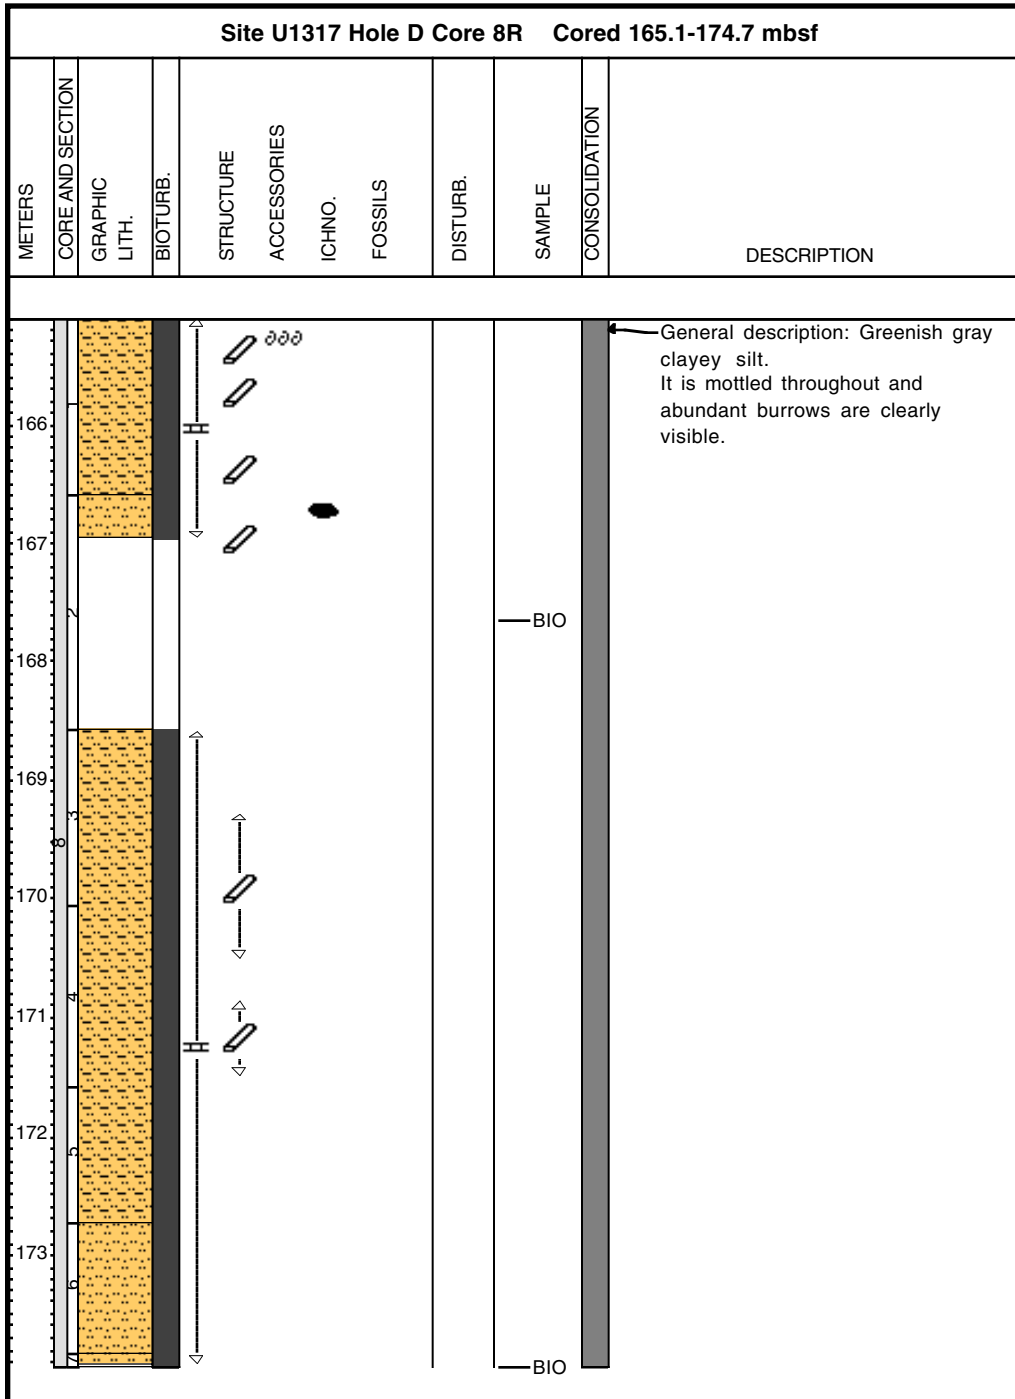 Site U1317 Hole D Core 8R Cored 165.1-174.7 mbsf
METERS
CORE AND SECTION
GRAPHIC
LITH.
BIOTURB.
STRUCTURE
ACCESSORIES
ICHNO.
FOSSILS
DISTURB.
SAMPLE
CONSOLIDATION
DESCRIPTION
General description: Greenish gray
clayey silt.
It is mottled throughout and
abundant burrows are clearly
visible.
166
167
2
BIO
168
169
3
8
170
4
171
172
5
173
6
7
BIO